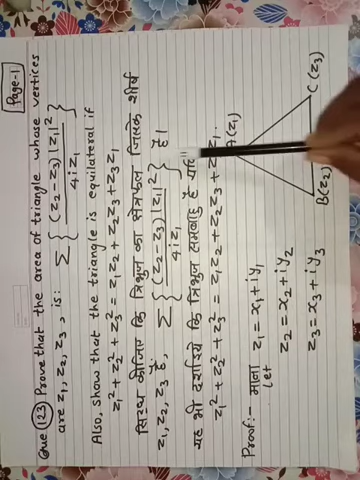 Page-1
Que (123) Prove that the area of triangle whose vertices
are z₁, z₂, z₃, is: Σ { (z₂-z₃)|z₁|² / 4iz₁ }
Also, show that the triangle is equilateral if
z₁² + z₂² + z₃² = z₁z₂ + z₂z₃ + z₃z₁
सिद्ध कीजिए कि त्रिभुज का क्षेत्रफल जिसके शीर्ष
z₁, z₂, z₃ हैं, Σ { (z₂-z₃)|z₁|² / 4iz₁ } है।
यह भी दर्शाइये कि त्रिभुज समबाहु है यदि
z₁² + z₂² + z₃² = z₁z₂ + z₂z₃ + z₃z₁.
Proof:- माना z₁ = x₁ + iy₁
Let
z₂ = x₂ + iy₂
z₃ = x₃ + iy₃
A(z₁)
B(z₂)
C(z₃)